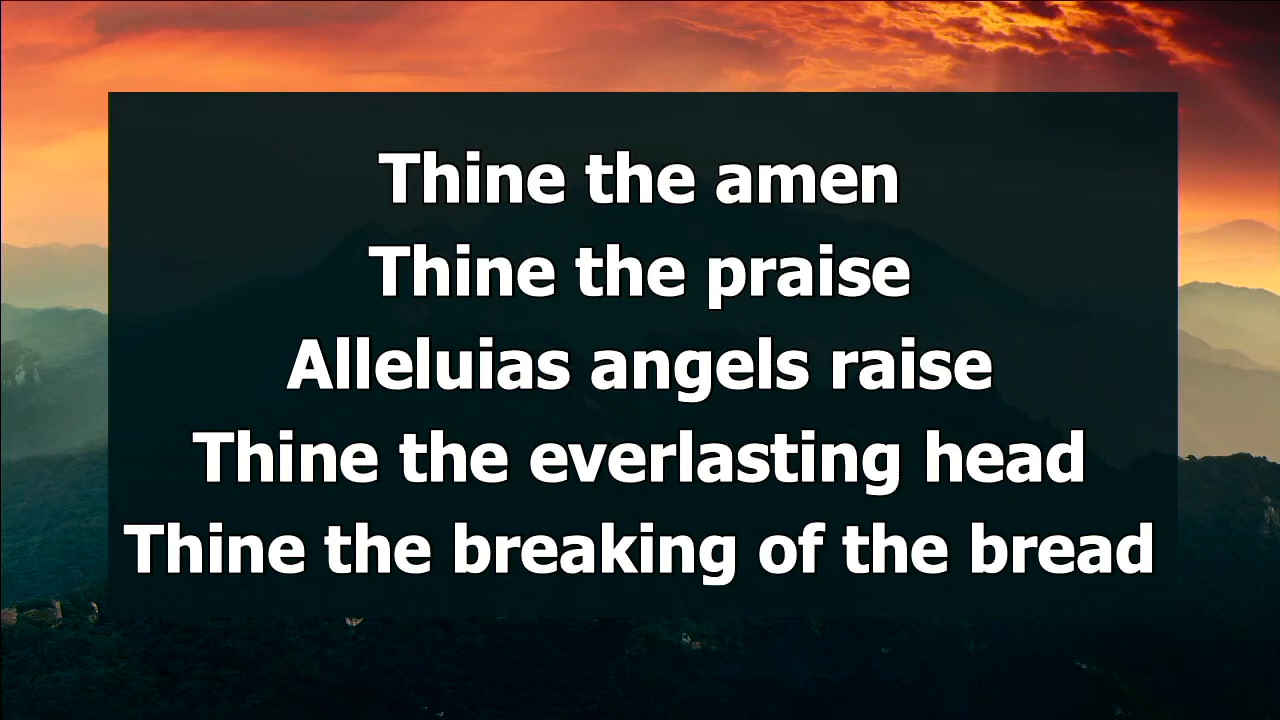 Thine the amen
Thine the praise
Alleluias angels raise
Thine the everlasting head
Thine the breaking of the bread